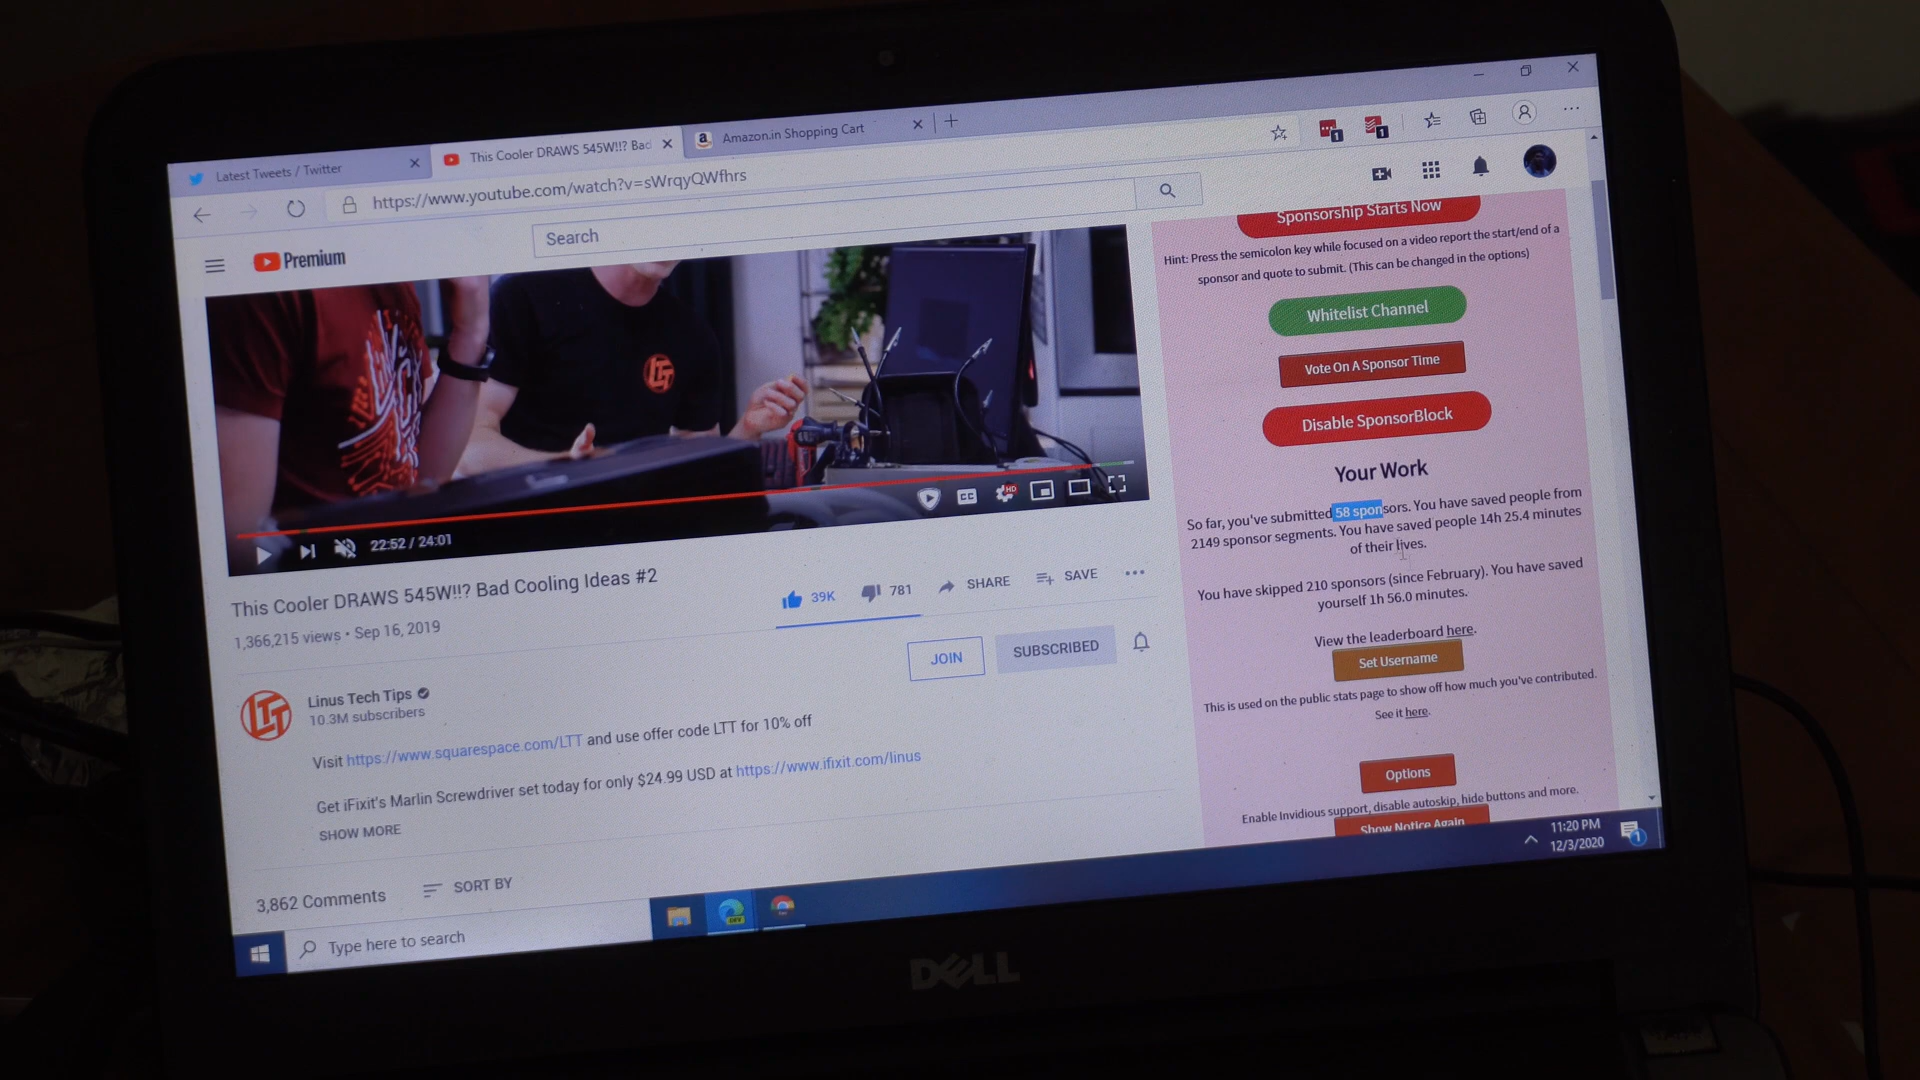 Latest Tweets / Twitter
This Cooler DRAWS 545W!!? Bad
Amazon.in Shopping Cart
https://www.youtube.com/watch?v=sWrqyQWfhrs
1
1
Premium
Search
Sponsorship Starts Now
Hint: Press the semicolon key while focused on a video report the start/end of a
sponsor and quote to submit. (This can be changed in the options)
Whitelist Channel
Vote On A Sponsor Time
Disable SponsorBlock
Your Work
So far, you've submitted 58 sponsors. You have saved people from
2149 sponsor segments. You have saved people 14h 25.4 minutes
of their lives.
You have skipped 210 sponsors (since February). You have saved
yourself 1h 56.0 minutes.
View the leaderboard here.
Set Username
This is used on the public stats page to show off how much you've contributed.
See it here.
Options
Enable Invidious support, disable autoskip, hide buttons and more.
Show Notice Again
LTT
CC
HD
22:52 / 24:01
This Cooler DRAWS 545W!!? Bad Cooling Ideas #2
1,366,215 views • Sep 16, 2019
39K
781
SHARE
SAVE
JOIN
SUBSCRIBED
LTT
Linus Tech Tips
10.3M subscribers
Visit https://www.squarespace.com/LTT and use offer code LTT for 10% off
Get iFixit's Marlin Screwdriver set today for only $24.99 USD at https://www.ifixit.com/linus
SHOW MORE
3,862 Comments
SORT BY
Type here to search
DEV
11:20 PM
12/3/2020
1
DELL